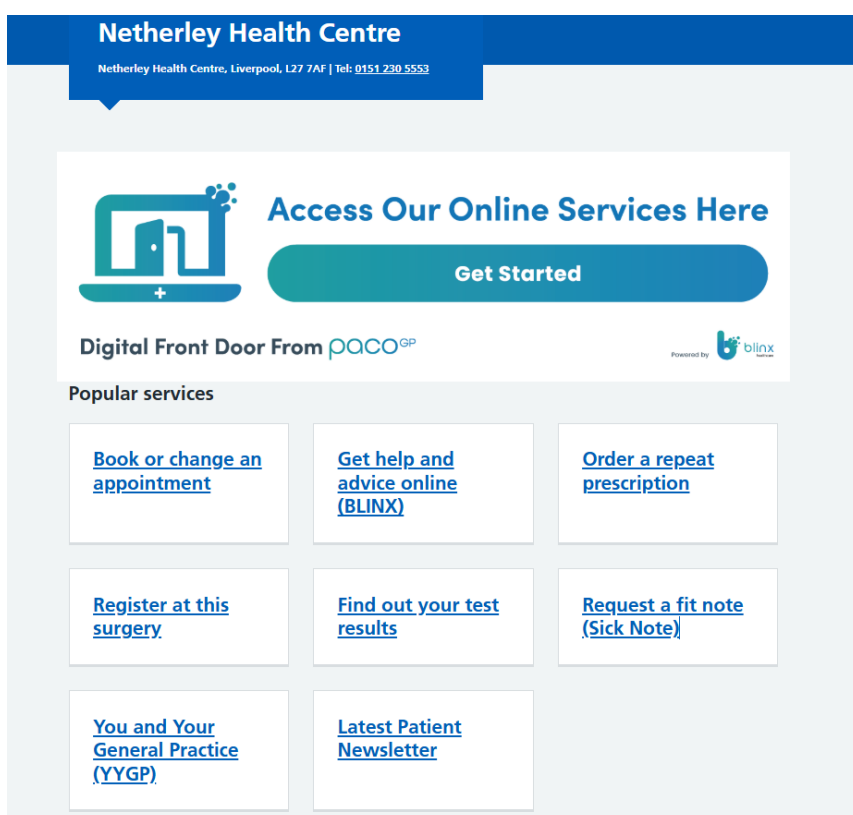 Netherley Health Centre
Netherley Health Centre, Liverpool, L27 7AF | Tel: 0151 230 5553
Access Our Online Services Here
Get Started
Digital Front Door From pacoGP
Powered by blinx
healthcare
Popular services
Book or change an
appointment
Get help and
advice online
(BLINX)
Order a repeat
prescription
Register at this
surgery
Find out your test
results
Request a fit note
(Sick Note)
You and Your
General Practice
(YYGP)
Latest Patient
Newsletter